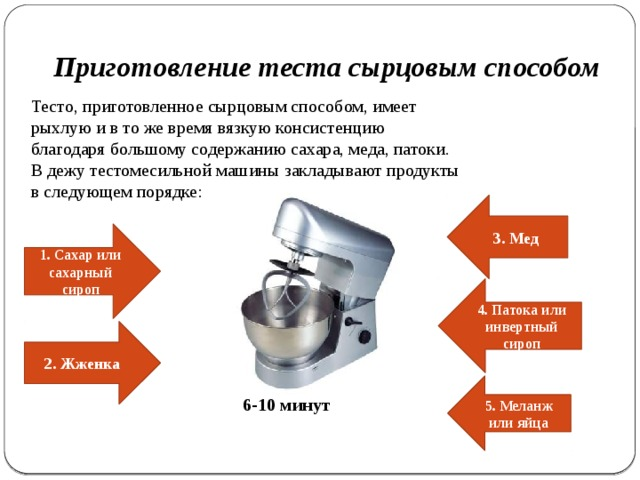 Приготовление теста сырцовым способом
Тесто, приготовленное сырцовым способом, имеет
рыхлую и в то же время вязкую консистенцию
благодаря большому содержанию сахара, меда, патоки.
В дежу тестомесильной машины закладывают продукты
в следующем порядке:
1. Сахар или
сахарный
сироп
2. Жженка
3. Мед
4. Патока или
инвертный
сироп
5. Меланж
или яйца
6-10 минут